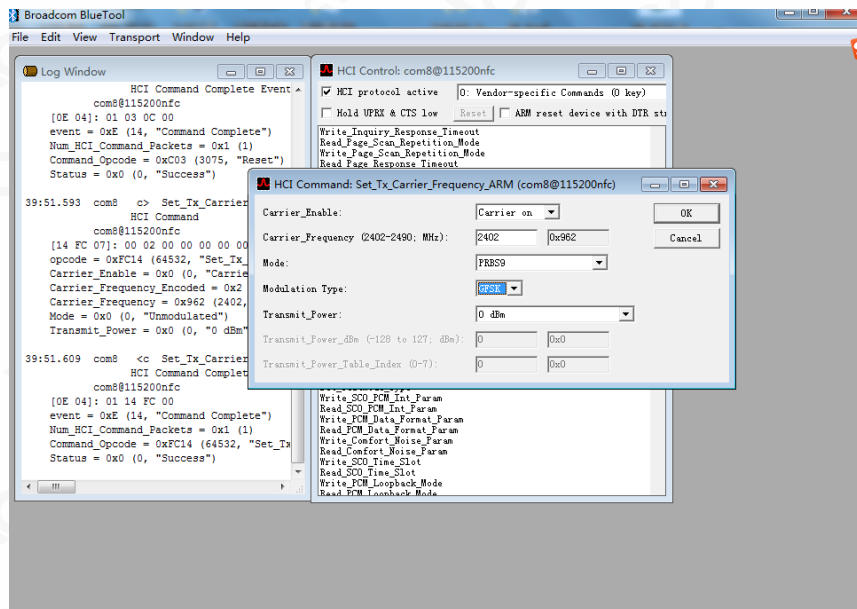 Broadcom BlueTool
File Edit View Transport Window Help
Log Window
HCI Command Complete Event
com8@115200nfc
[0E 04]: 01 03 0C 00
event = 0xE (14, "Command Complete")
Num_HCI_Command_Packets = 0x1 (1)
Command_Opcode = 0xC03 (3075, "Reset")
Status = 0x0 (0, "Success")
39:51.593 com8 c> Set_Tx_Carrier
HCI Command
com8@115200nfc
[14 FC 07]: 00 02 00 00 00 00 00
opcode = 0xFC14 (64532, "Set_Tx_
Carrier_Enable = 0x0 (0, "Carrie
Carrier_Frequency_Encoded = 0x2
Carrier_Frequency = 0x962 (2402,
Mode = 0x0 (0, "Unmodulated")
Transmit_Power = 0x0 (0, "0 dBm"
39:51.609 com8 <c Set_Tx_Carrier
HCI Command Complet
com8@115200nfc
[0E 04]: 01 14 FC 00
event = 0xE (14, "Command Complete")
Num_HCI_Command_Packets = 0x1 (1)
Command_Opcode = 0xFC14 (64532, "Set_Tx
Status = 0x0 (0, "Success")
HCI Control: com8@115200nfc
HCI protocol active 0: Vendor-specific Commands (0 key)
Hold UPRX & CTS low Reset ARM reset device with DTR str
Write_Inquiry_Response_Timeout
Read_Page_Scan_Repetition_Mode
Write_Page_Scan_Repetition_Mode
Read_Page_Response_Timeout
HCI Command: Set_Tx_Carrier_Frequency_ARM (com8@115200nfc)
Carrier_Enable: Carrier on OK
Carrier_Frequency (2402-2490; MHz): 2402 0x962 Cancel
Mode: PRBS9
Modulation Type: GFSK
Transmit_Power: 0 dBm
Transmit_Power_dBm (-128 to 127; dBm): 0 0x0
Transmit_Power_Table_Index (0-7): 0 0x0
Write_SCO_PCM_Int_Param
Read_SCO_PCM_Int_Param
Write_PCM_Data_Format_Param
Read_PCM_Data_Format_Param
Write_Comfort_Noise_Param
Read_Comfort_Noise_Param
Write_SCO_Time_Slot
Read_SCO_Time_Slot
Write_PCM_Loopback_Mode
Read_PCM_Loopback_Mode